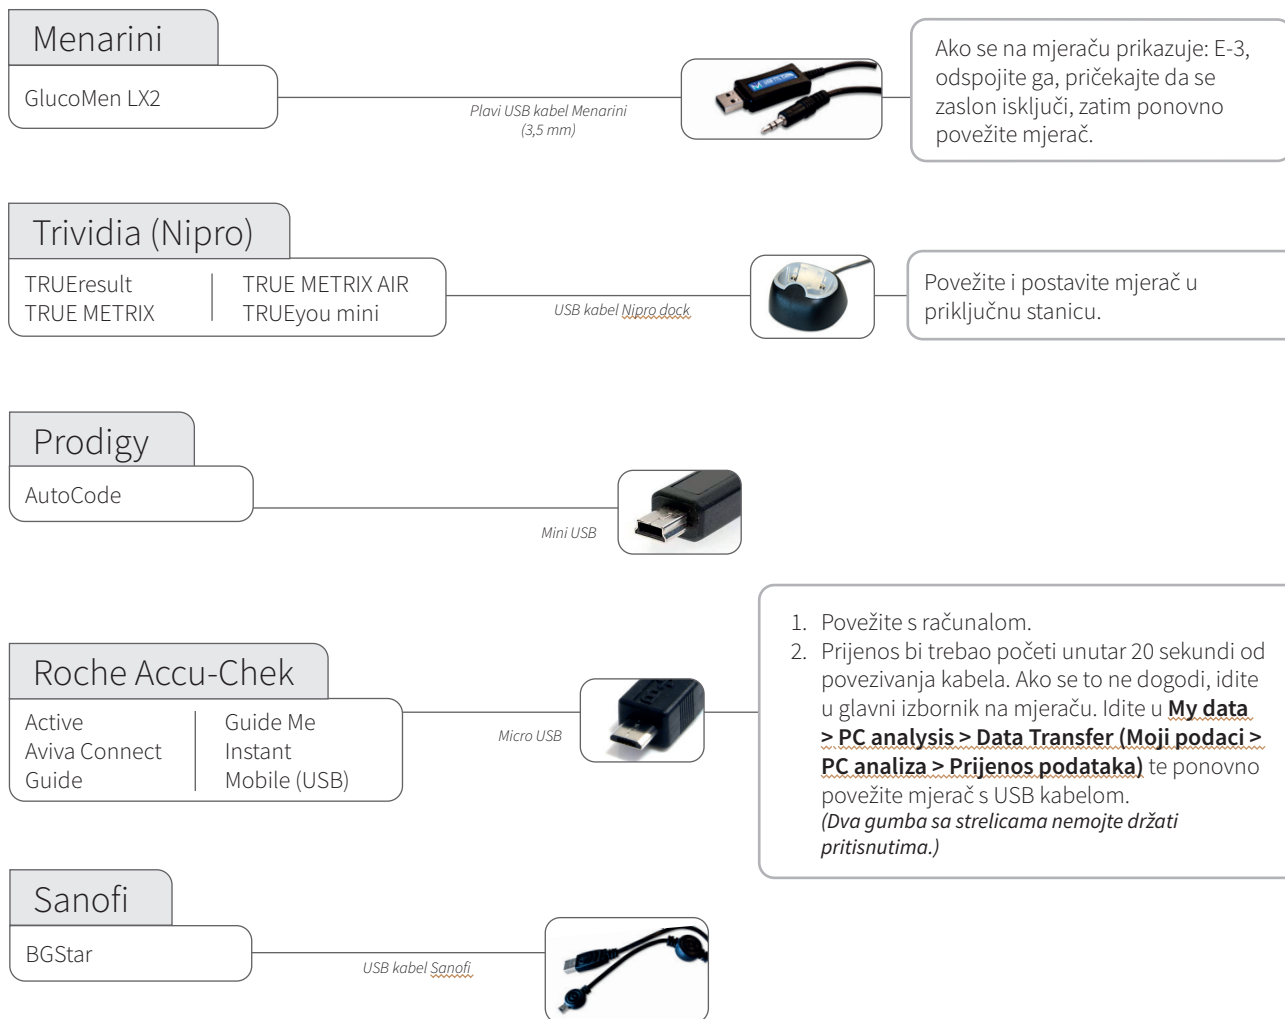 Menarini
GlucoMen LX2
Plavi USB kabel Menarini
(3,5 mm)
Ako se na mjeraču prikazuje: E-3,
odspojite ga, pričekajte da se
zaslon isključi, zatim ponovno
povežite mjerač.
Trividia (Nipro)
TRUEresult
TRUE METRIX
TRUE METRIX AIR
TRUEyou mini
USB kabel Nipro dock
Povežite i postavite mjerač u
priključnu stanicu.
Prodigy
AutoCode
Mini USB
Roche Accu-Chek
Active
Aviva Connect
Guide
Guide Me
Instant
Mobile (USB)
Micro USB
1. Povežite s računalom.
2. Prijenos bi trebao početi unutar 20 sekundi od
povezivanja kabela. Ako se to ne dogodi, idite
u glavni izbornik na mjeraču. Idite u My data
> PC analysis > Data Transfer (Moji podaci >
PC analiza > Prijenos podataka) te ponovno
povežite mjerač s USB kabelom.
(Dva gumba sa strelicama nemojte držati
pritisnutima.)
Sanofi
BGStar
USB kabel Sanofi